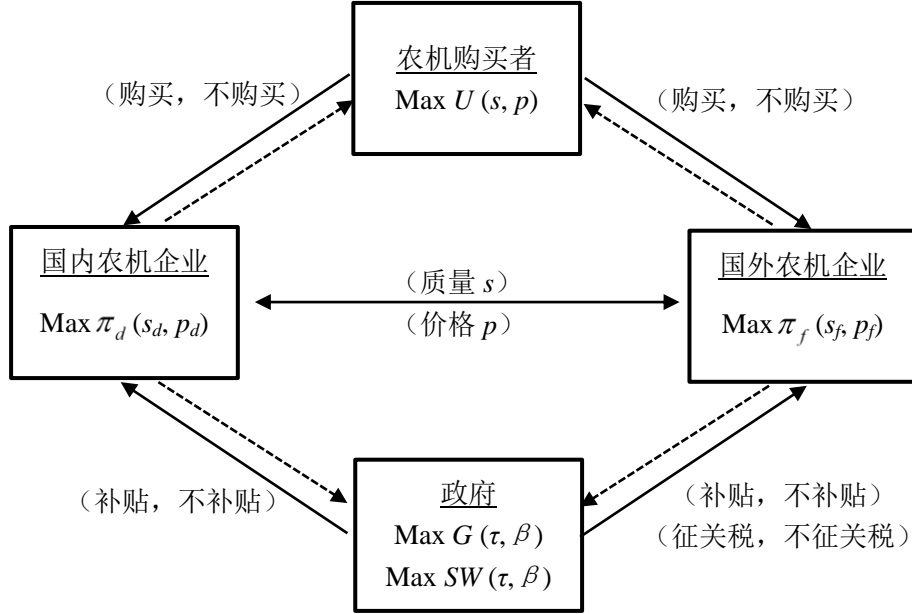 农机购买者
Max U (s, p)
（购买，不购买）
（购买，不购买）
国内农机企业
Max π_d (s_d, p_d)
（质量 s）
（价格 p）
国外农机企业
Max π_f (s_f, p_f)
（补贴，不补贴）
政府
Max G (τ, β)
Max SW (τ, β)
（补贴，不补贴）
（征关税，不征关税）